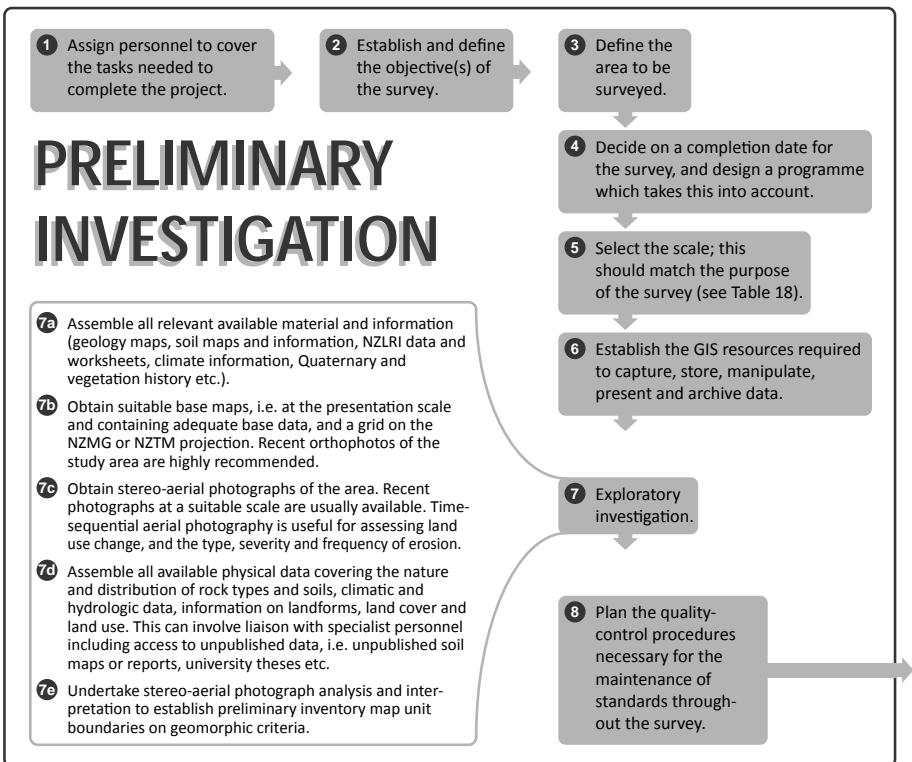 1 Assign personnel to cover
the tasks needed to
complete the project.
2 Establish and define
the objective(s) of
the survey.
3 Define the
area to be
surveyed.
PRELIMINARY
INVESTIGATION
4 Decide on a completion date for
the survey, and design a programme
which takes this into account.
5 Select the scale; this
should match the purpose
of the survey (see Table 18).
6 Establish the GIS resources required
to capture, store, manipulate,
present and archive data.
7 Exploratory
investigation.
7a Assemble all relevant available material and information
(geology maps, soil maps and information, NZLRI data and
worksheets, climate information, Quaternary and
vegetation history etc.).
7b Obtain suitable base maps, i.e. at the presentation scale
and containing adequate base data, and a grid on the
NZMG or NZTM projection. Recent orthophotos of the
study area are highly recommended.
7c Obtain stereo-aerial photographs of the area. Recent
photographs at a suitable scale are usually available. Time-
sequential aerial photography is useful for assessing land
use change, and the type, severity and frequency of erosion.
7d Assemble all available physical data covering the nature
and distribution of rock types and soils, climatic and
hydrologic data, information on landforms, land cover and
land use. This can involve liaison with specialist personnel
including access to unpublished data, i.e. unpublished soil
maps or reports, university theses etc.
7e Undertake stereo-aerial photograph analysis and inter-
pretation to establish preliminary inventory map unit
boundaries on geomorphic criteria.
8 Plan the quality-
control procedures
necessary for the
maintenance of
standards through-
out the survey.